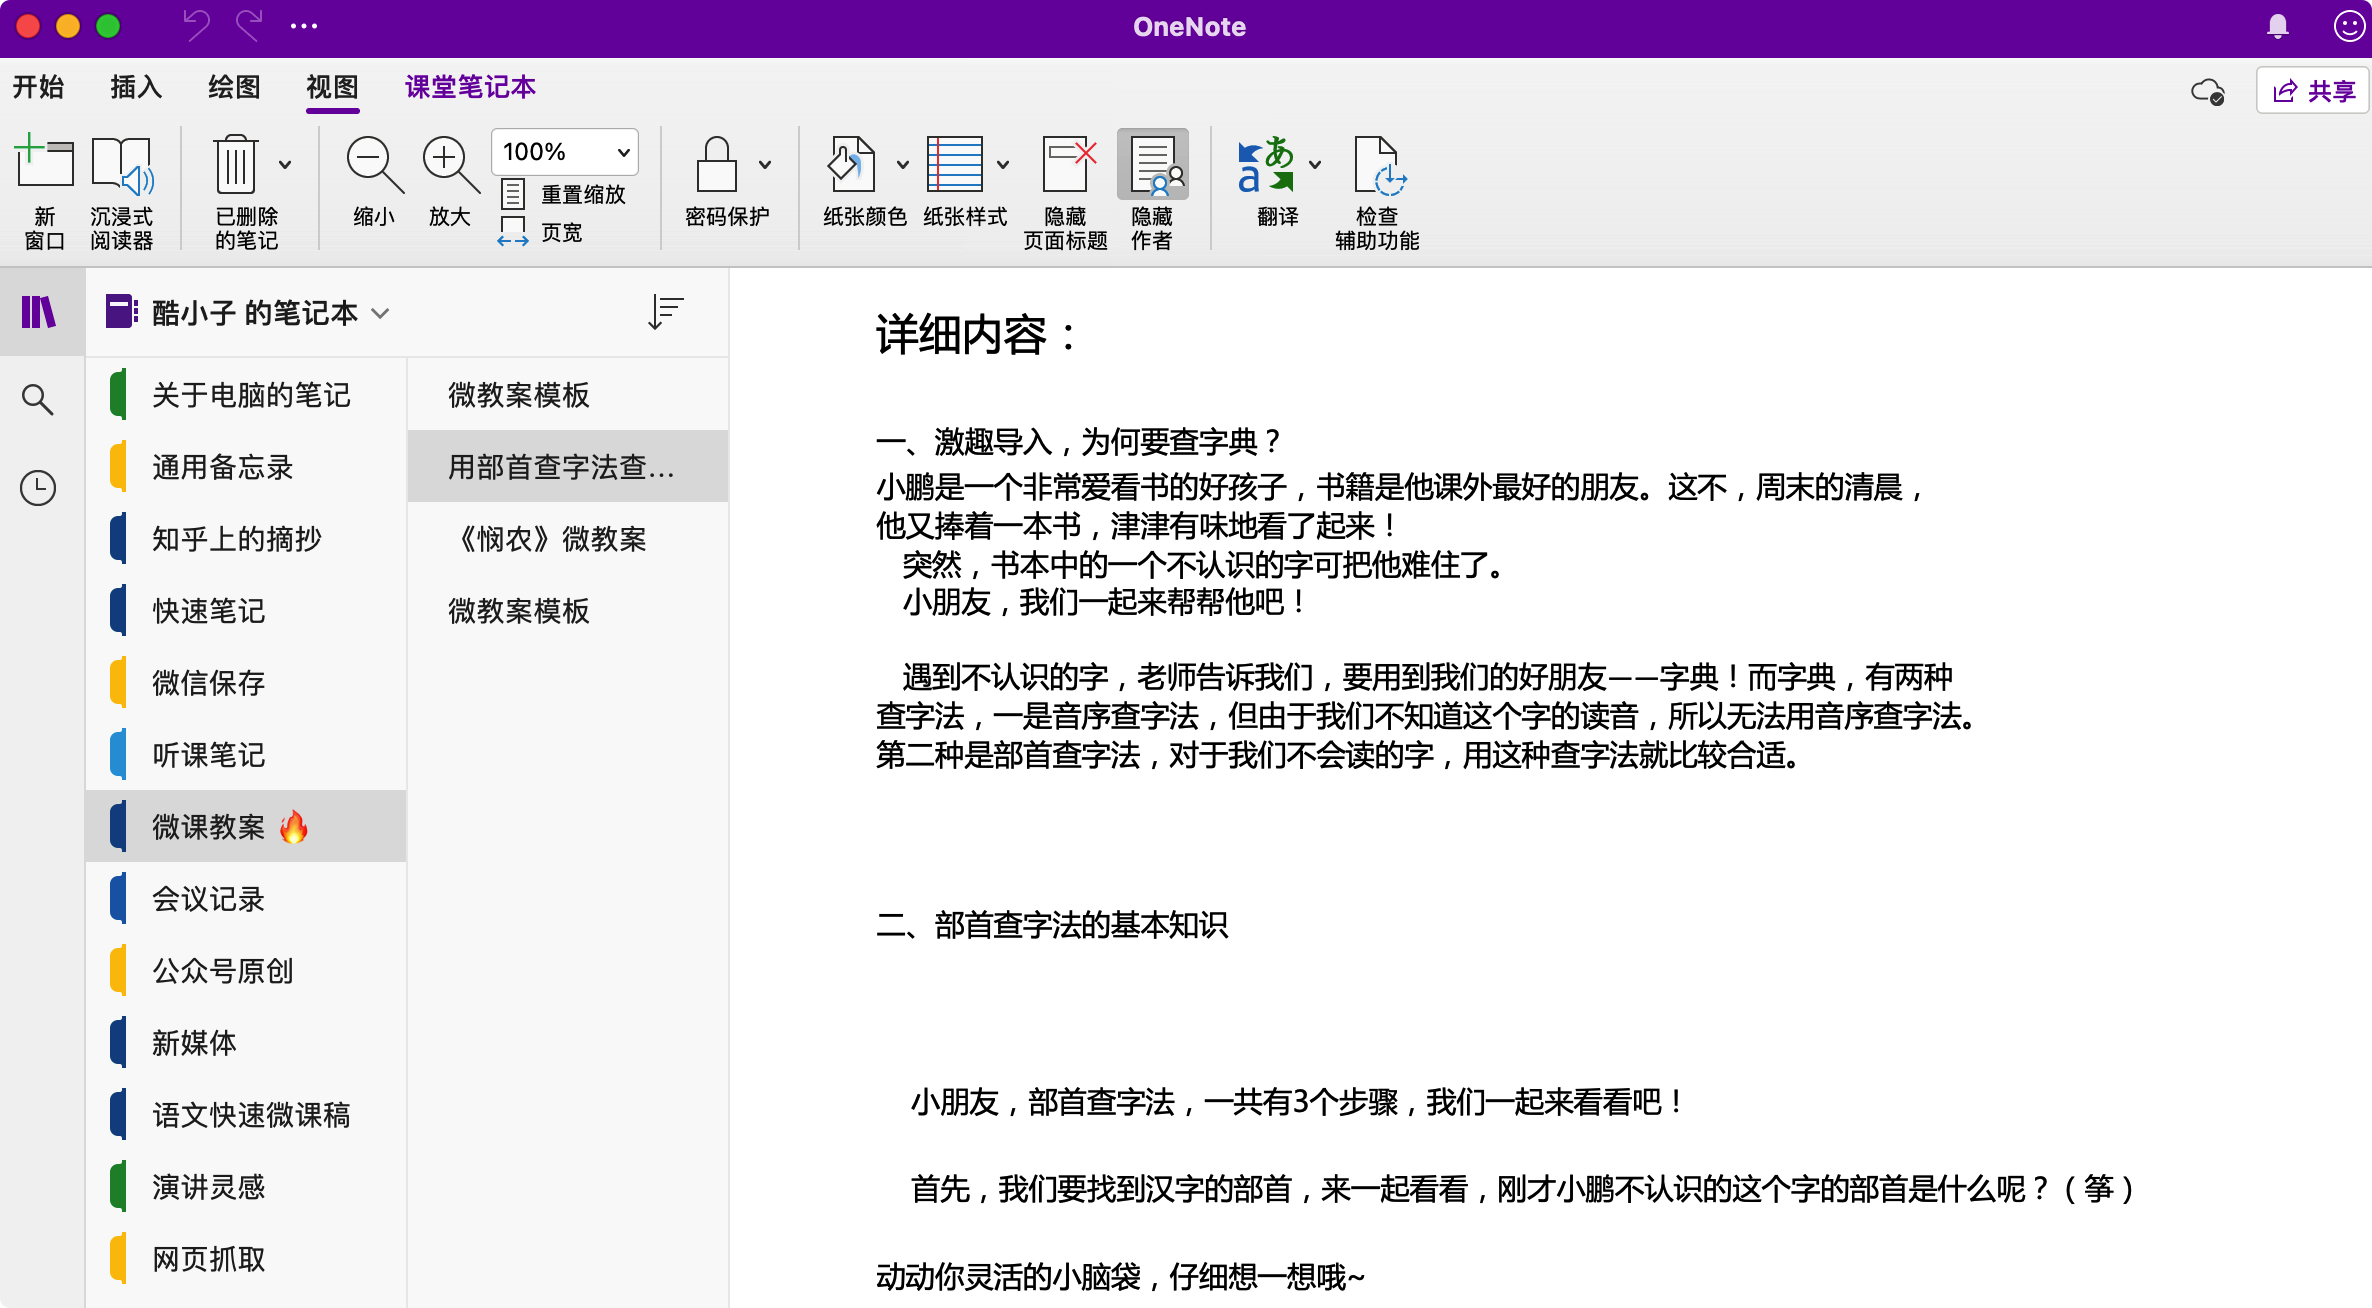 OneNote
开始 插入 绘图 视图 课堂笔记本
共享
新窗口
沉浸式阅读器
已删除的笔记
缩小
放大
100%
重置缩放
页宽
密码保护
纸张颜色
纸张样式
隐藏页面标题
隐藏作者
翻译
检查辅助功能
酷小子 的笔记本
关于电脑的笔记
通用备忘录
知乎上的摘抄
快速笔记
微信保存
听课笔记
微课教案 🔥
会议记录
公众号原创
新媒体
语文快速微课稿
演讲灵感
网页抓取
微教案模板
用部首查字法查…
《悯农》微教案
微教案模板
详细内容：
一、激趣导入，为何要查字典？
小鹏是一个非常爱看书的好孩子，书籍是他课外最好的朋友。这不，周末的清晨，
他又捧着一本书，津津有味地看了起来！
突然，书本中的一个不认识的字可把他难住了。
小朋友，我们一起来帮帮他吧！
遇到不认识的字，老师告诉我们，要用到我们的好朋友——字典！而字典，有两种
查字法，一是音序查字法，但由于我们不知道这个字的读音，所以无法用音序查字法。
第二种是部首查字法，对于我们不会读的字，用这种查字法就比较合适。
二、部首查字法的基本知识
小朋友，部首查字法，一共有3个步骤，我们一起来看看吧！
首先，我们要找到汉字的部首，来一起看看，刚才小鹏不认识的这个字的部首是什么呢？（筝）
动动你灵活的小脑袋，仔细想一想哦~